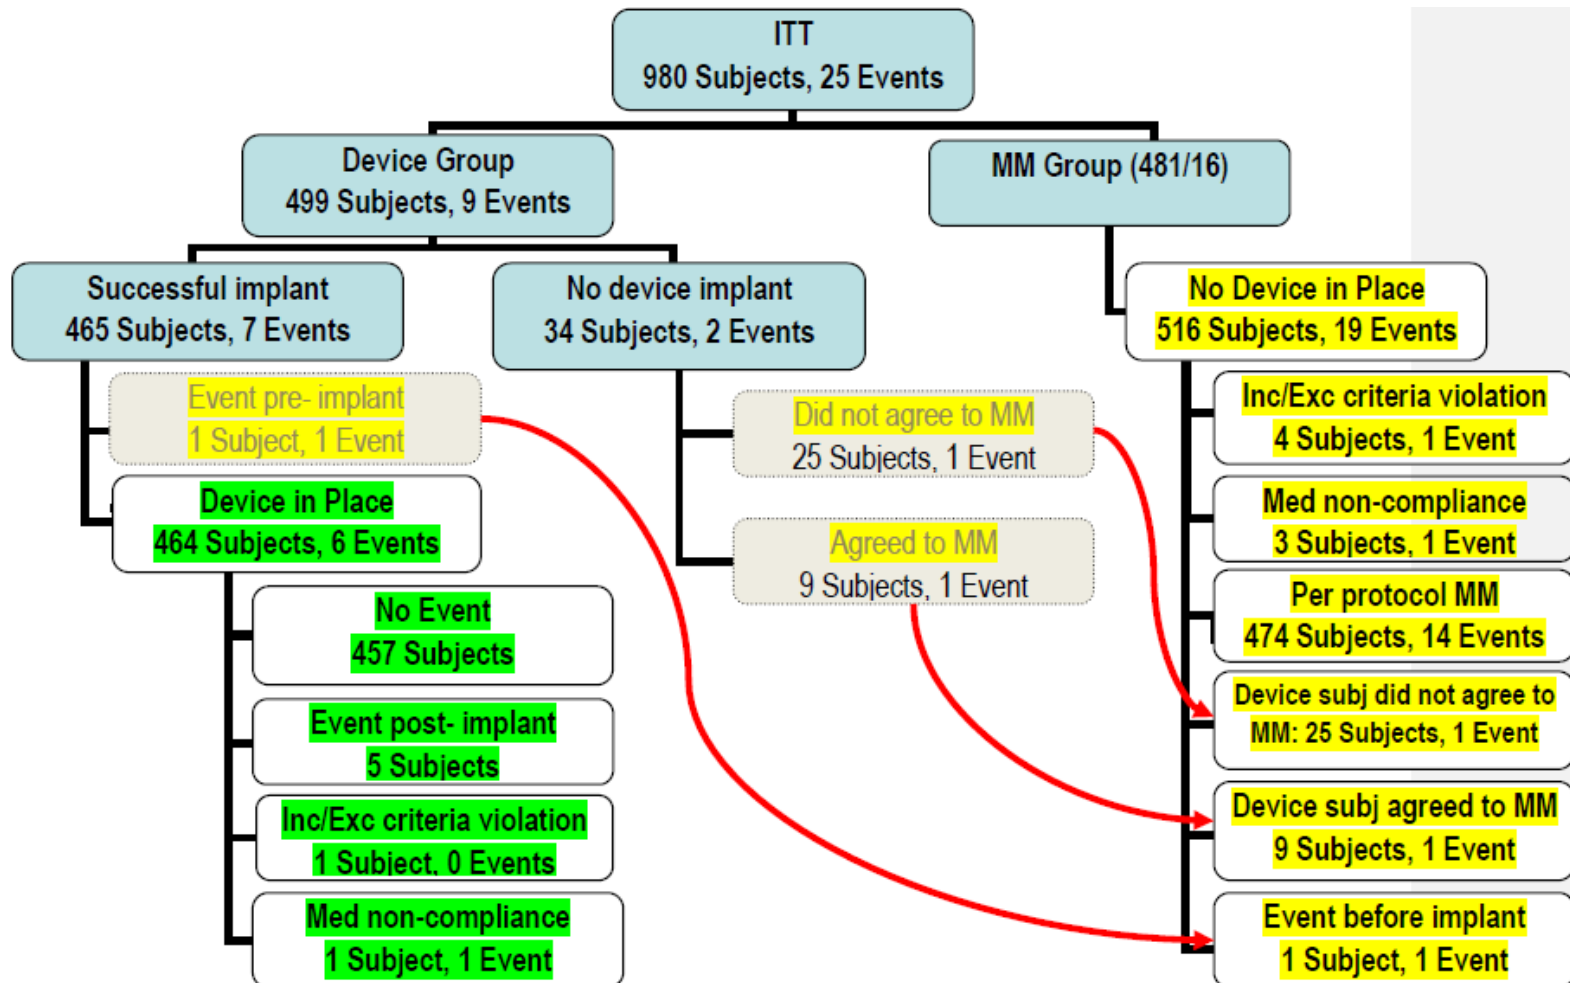 ITT
980 Subjects, 25 Events
Device Group
499 Subjects, 9 Events
MM Group (481/16)
Successful implant
465 Subjects, 7 Events
No device implant
34 Subjects, 2 Events
No Device in Place
516 Subjects, 19 Events
Event pre- implant
1 Subject, 1 Event
Did not agree to MM
25 Subjects, 1 Event
Inc/Exc criteria violation
4 Subjects, 1 Event
Device in Place
464 Subjects, 6 Events
Agreed to MM
9 Subjects, 1 Event
Med non-compliance
3 Subjects, 1 Event
No Event
457 Subjects
Per protocol MM
474 Subjects, 14 Events
Event post- implant
5 Subjects
Device subj did not agree to
MM: 25 Subjects, 1 Event
Inc/Exc criteria violation
1 Subject, 0 Events
Device subj agreed to MM
9 Subjects, 1 Event
Med non-compliance
1 Subject, 1 Event
Event before implant
1 Subject, 1 Event